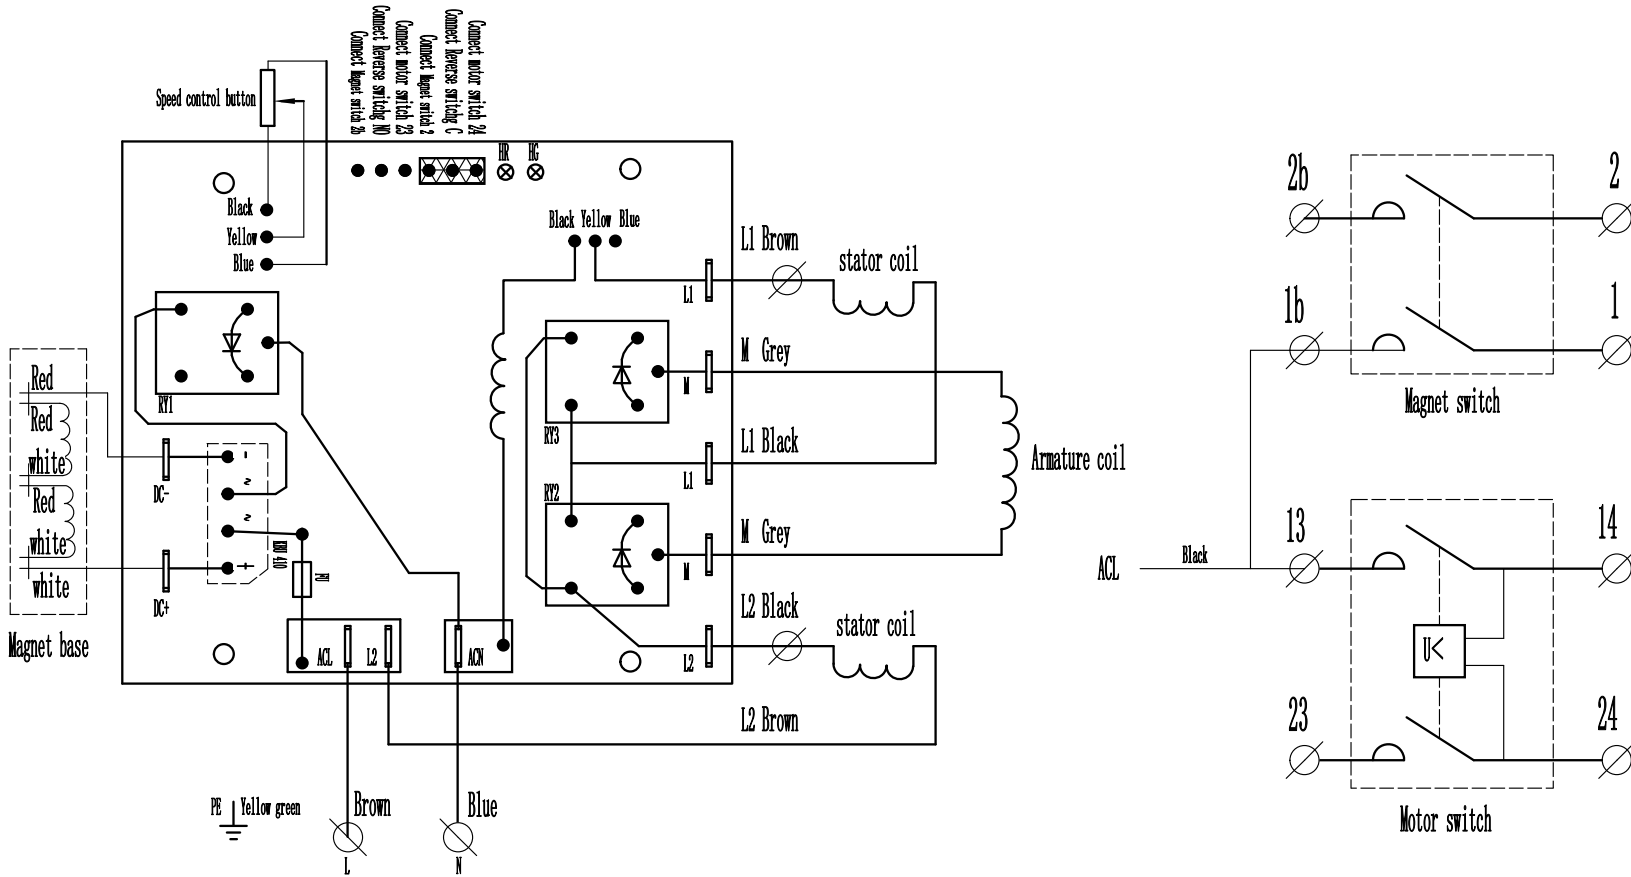 Connect Magnet switch 2b
Connect Reverse switchg NO
Connect motor switch 23
Connect Magnet switch 2
Connect Reverse switchg C
Connect motor switch 24
Speed control button
HR
HG
Black
Yellow
Blue
Black Yellow Blue
L1 Brown
stator coil
L1
M Grey
M
RY1
RY3
L1 Black
L1
Armature coil
RY2
M Grey
M
Red
Red
white
Red
white
white
Magnet base
DC-
DC+
-
~
~
+
KBU 410
FU
ACL
L2
ACN
L2 Black
stator coil
L2
L2 Brown
PE
Yellow green
Brown
L
Blue
N
2b
2
1b
1
Magnet switch
ACL
Black
13
14
U<
23
24
Motor switch